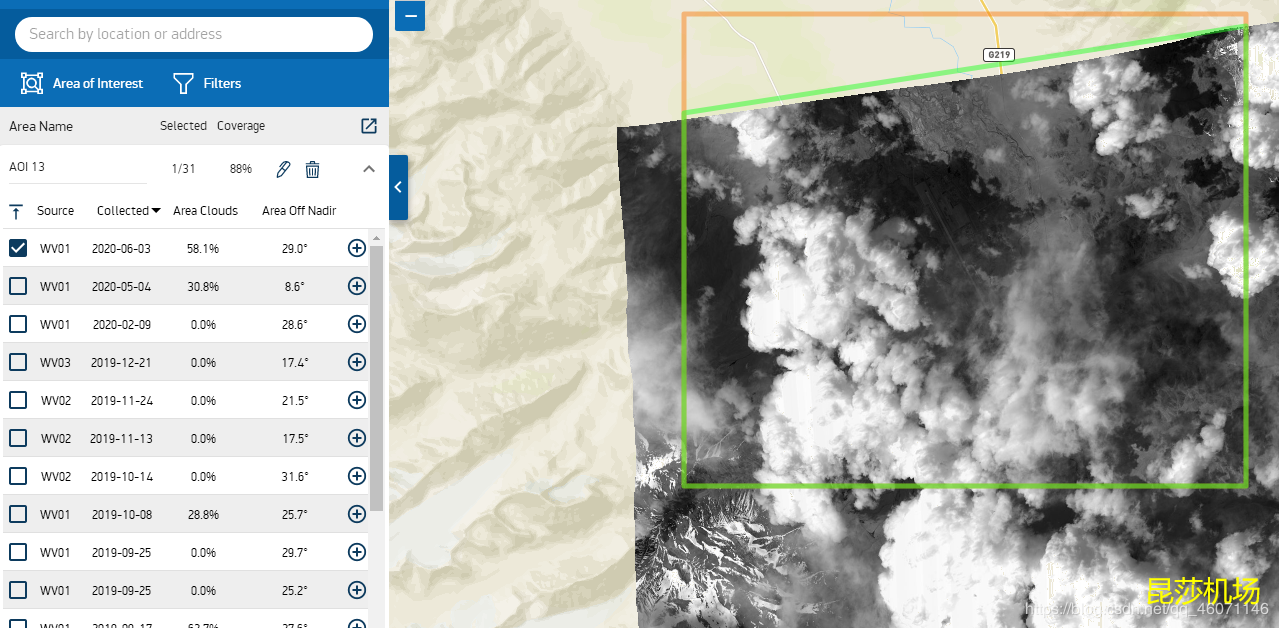 Search by location or address
Area of Interest Filters
Area Name Selected Coverage
AOI 13 1/31 88%
Source Collected Area Clouds Area Off Nadir
WV01 2020-06-03 58.1% 29.0°
WV01 2020-05-04 30.8% 8.6°
WV01 2020-02-09 0.0% 28.6°
WV03 2019-12-21 0.0% 17.4°
WV02 2019-11-24 0.0% 21.5°
WV02 2019-11-13 0.0% 17.5°
WV02 2019-10-14 0.0% 31.6°
WV01 2019-10-08 28.8% 25.7°
WV01 2019-09-25 0.0% 29.7°
WV01 2019-09-25 0.0% 25.2°
G219
昆莎机场
https://blog.csdn.net/qq_46071146